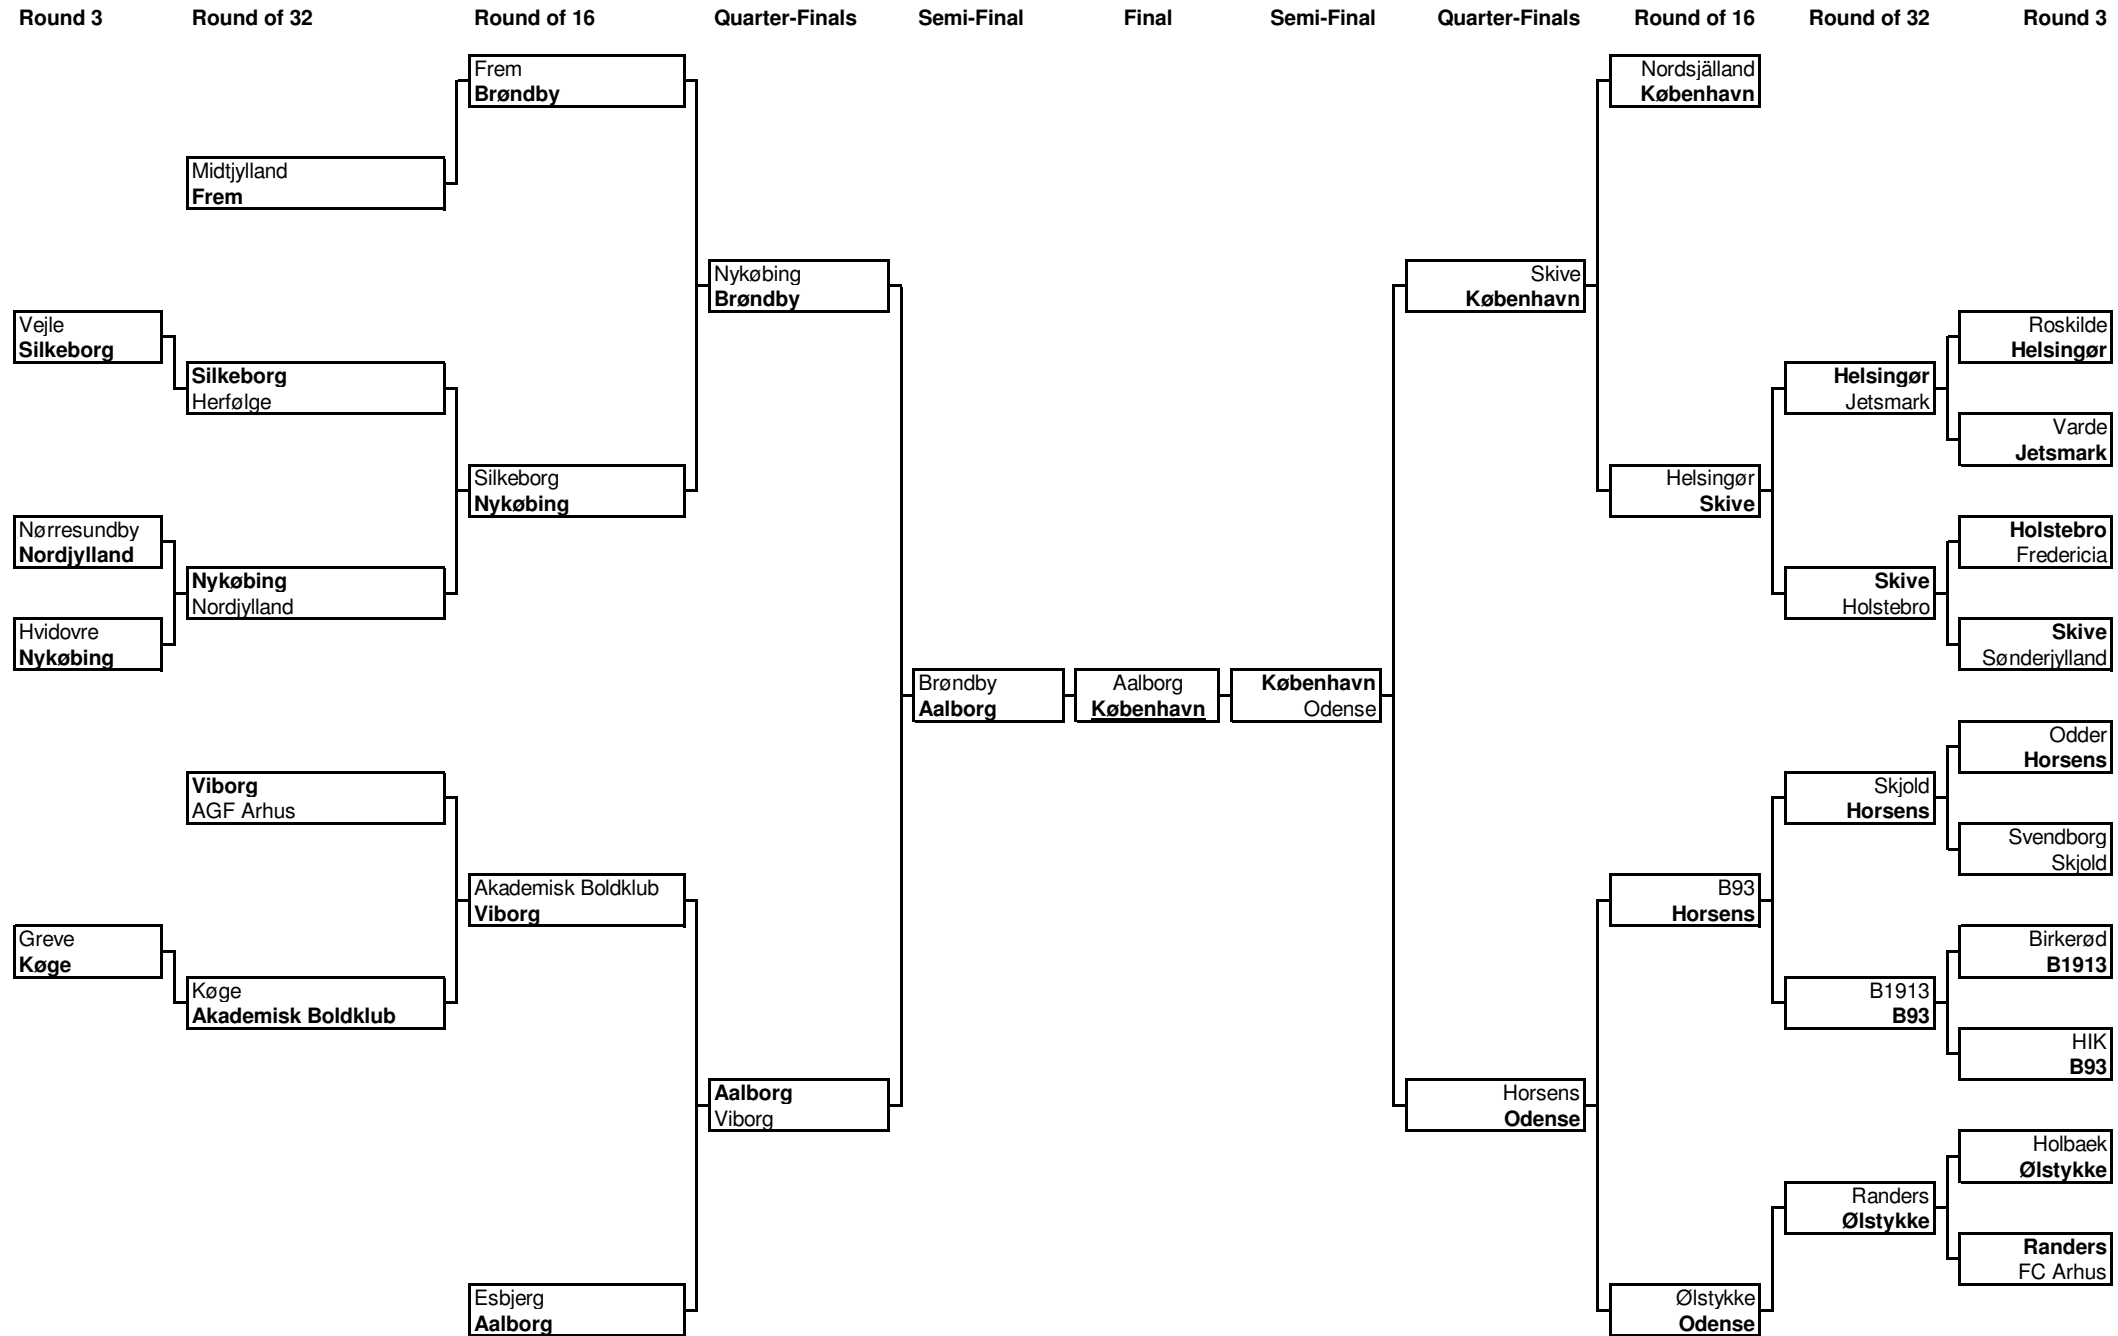 Round 3
Round of 32
Round of 16
Quarter-Finals
Semi-Final
Final
Semi-Final
Quarter-Finals
Round of 16
Round of 32
Round 3
Frem
Brøndby
Nordsjälland
København
Midtjylland
Frem
Nykøbing
Brøndby
Skive
København
Vejle
Silkeborg
Roskilde
Helsingør
Silkeborg
Herfølge
Helsingør
Jetsmark
Varde
Jetsmark
Silkeborg
Nykøbing
Helsingør
Skive
Nørresundby
Nordjylland
Holstebro
Fredericia
Nykøbing
Nordjylland
Skive
Holstebro
Hvidovre
Nykøbing
Skive
Sønderjylland
Brøndby
Aalborg
Aalborg
København
København
Odense
Odder
Horsens
Viborg
AGF Arhus
Skjold
Horsens
Svendborg
Skjold
Akademisk Boldklub
Viborg
B93
Horsens
Greve
Køge
Birkerød
B1913
Køge
Akademisk Boldklub
B1913
B93
HIK
B93
Aalborg
Viborg
Horsens
Odense
Holbaek
Ølstykke
Randers
Ølstykke
Randers
FC Arhus
Esbjerg
Aalborg
Ølstykke
Odense